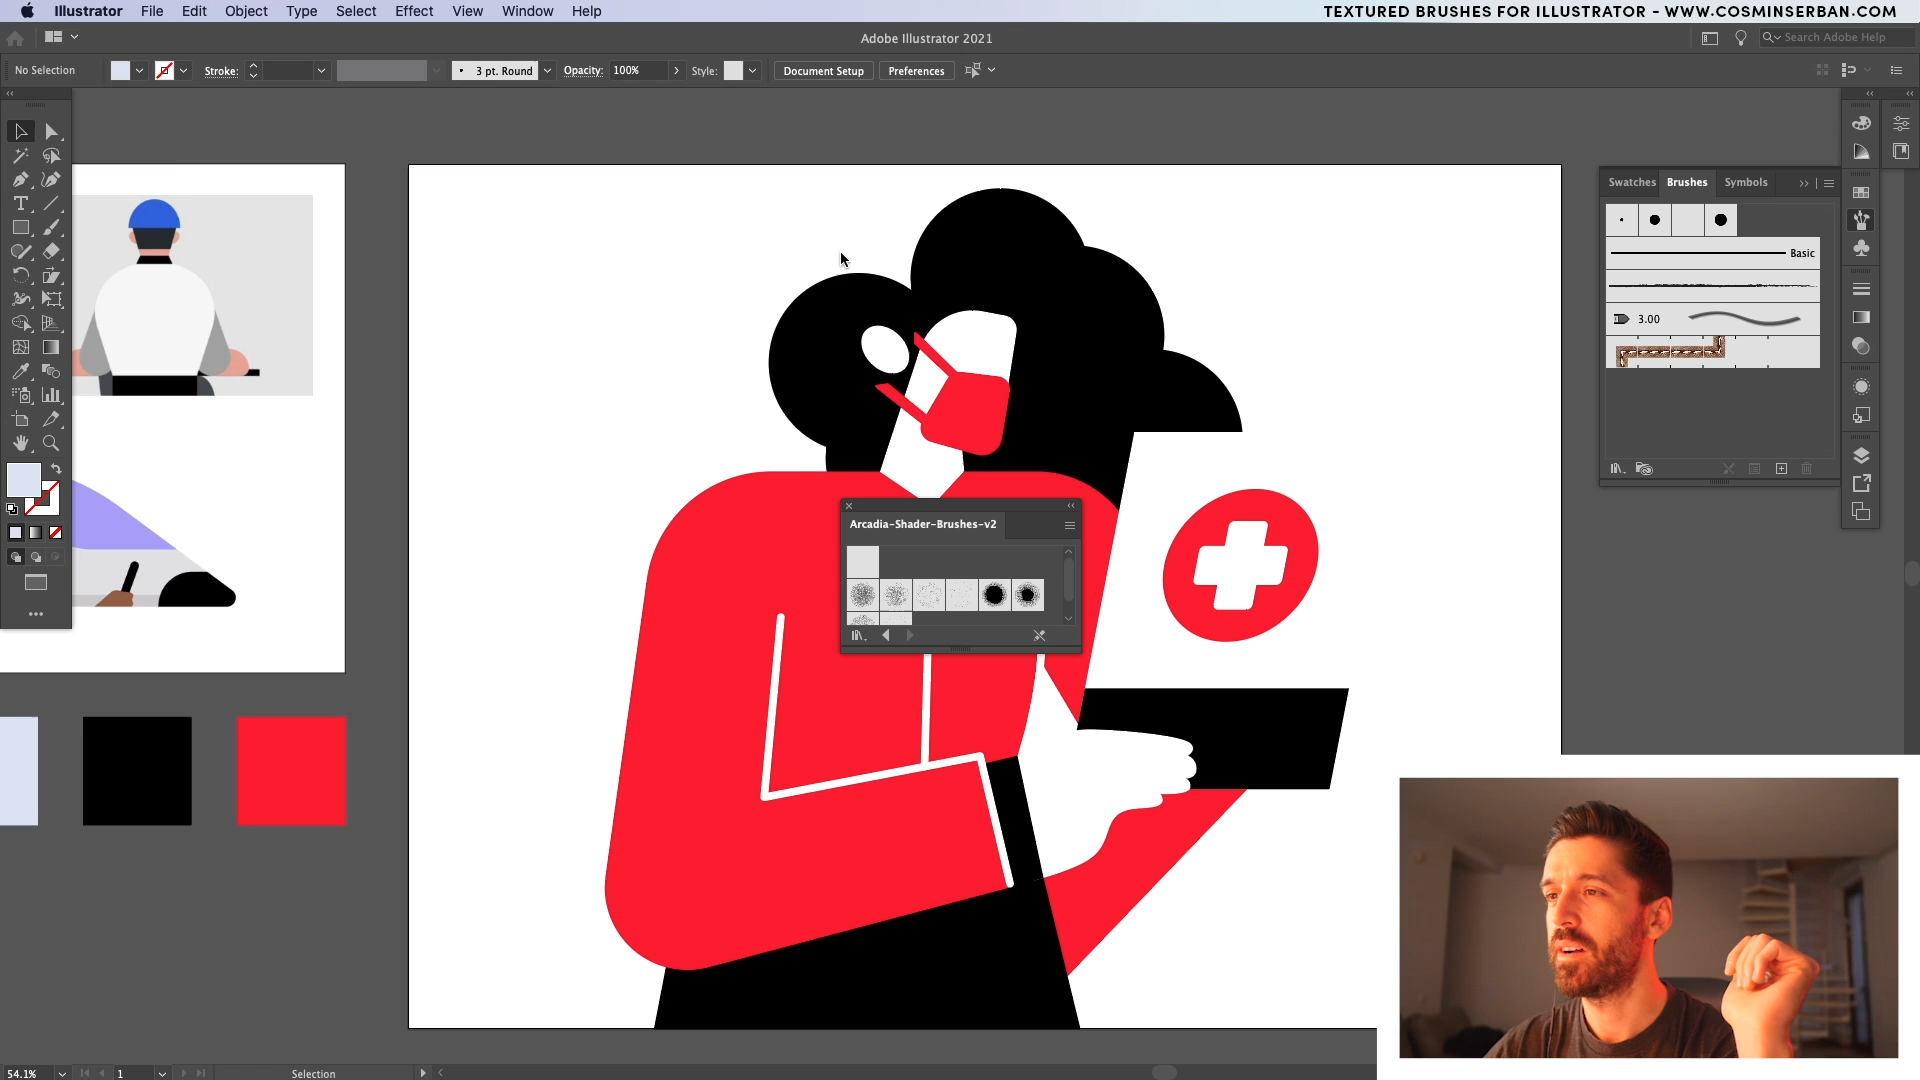 Illustrator File Edit Object Type Select Effect View Window Help
TEXTURED BRUSHES FOR ILLUSTRATOR - WWW.COSMINSERBAN.COM
Adobe Illustrator 2021
Search Adobe Help
No Selection Stroke: 3 pt. Round Opacity: 100% Style: Document Setup Preferences
Swatches Brushes Symbols
Basic
3.00
Arcadia-Shader-Brushes-v2
54.1% 1 Selection